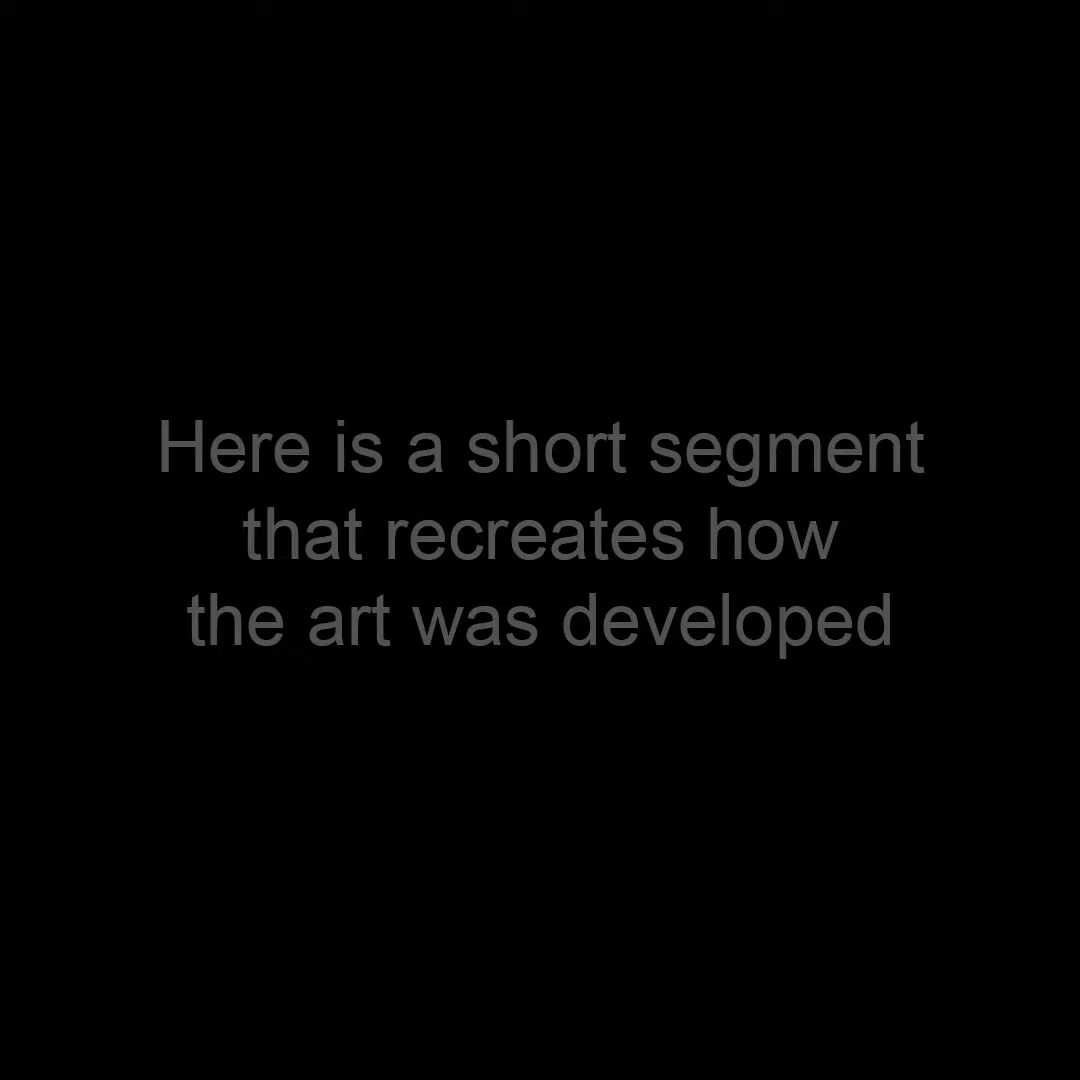 Here is a short segment
that recreates how
the art was developed